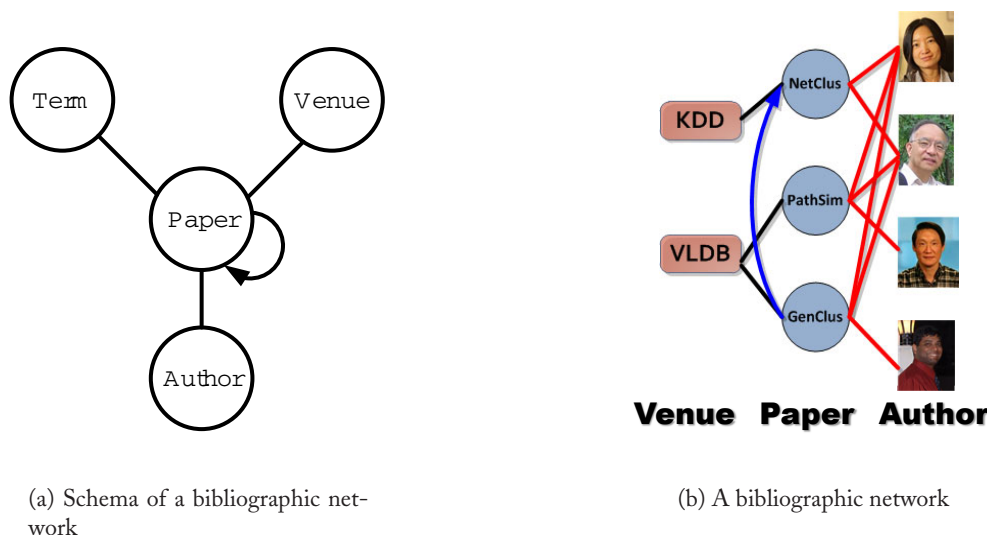 Term
Venue
Paper
Author
(a) Schema of a bibliographic net-
work
NetClus
KDD
PathSim
VLDB
GenClus
Venue Paper Author
(b) A bibliographic network